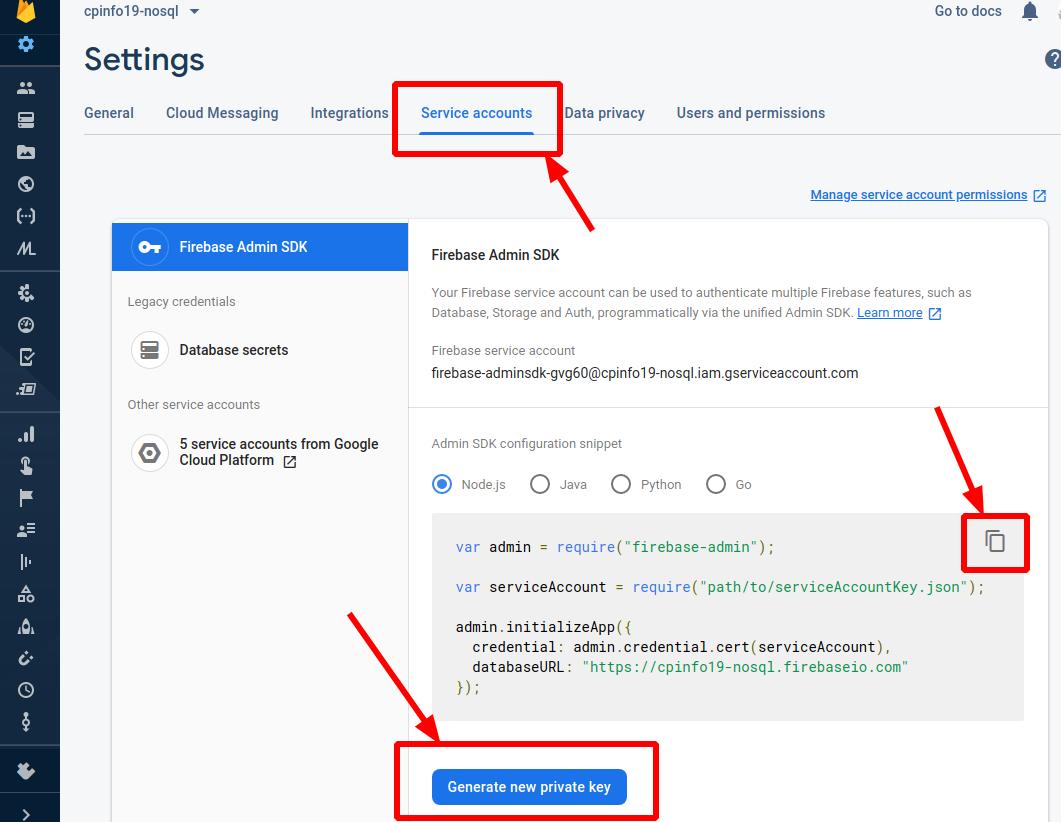 cpinfo19-nosql
Go to docs
Settings
General
Cloud Messaging
Integrations
Service accounts
Data privacy
Users and permissions
Manage service account permissions
Firebase Admin SDK
Legacy credentials
Database secrets
Other service accounts
5 service accounts from Google
Cloud Platform
Firebase Admin SDK
Your Firebase service account can be used to authenticate multiple Firebase features, such as
Database, Storage and Auth, programmatically via the unified Admin SDK. Learn more
Firebase service account
firebase-adminsdk-gvg60@cpinfo19-nosql.iam.gserviceaccount.com
Admin SDK configuration snippet
Node.js
Java
Python
Go
var admin = require("firebase-admin");
var serviceAccount = require("path/to/serviceAccountKey.json");
admin.initializeApp({
  credential: admin.credential.cert(serviceAccount),
  databaseURL: "https://cpinfo19-nosql.firebaseio.com"
});
Generate new private key